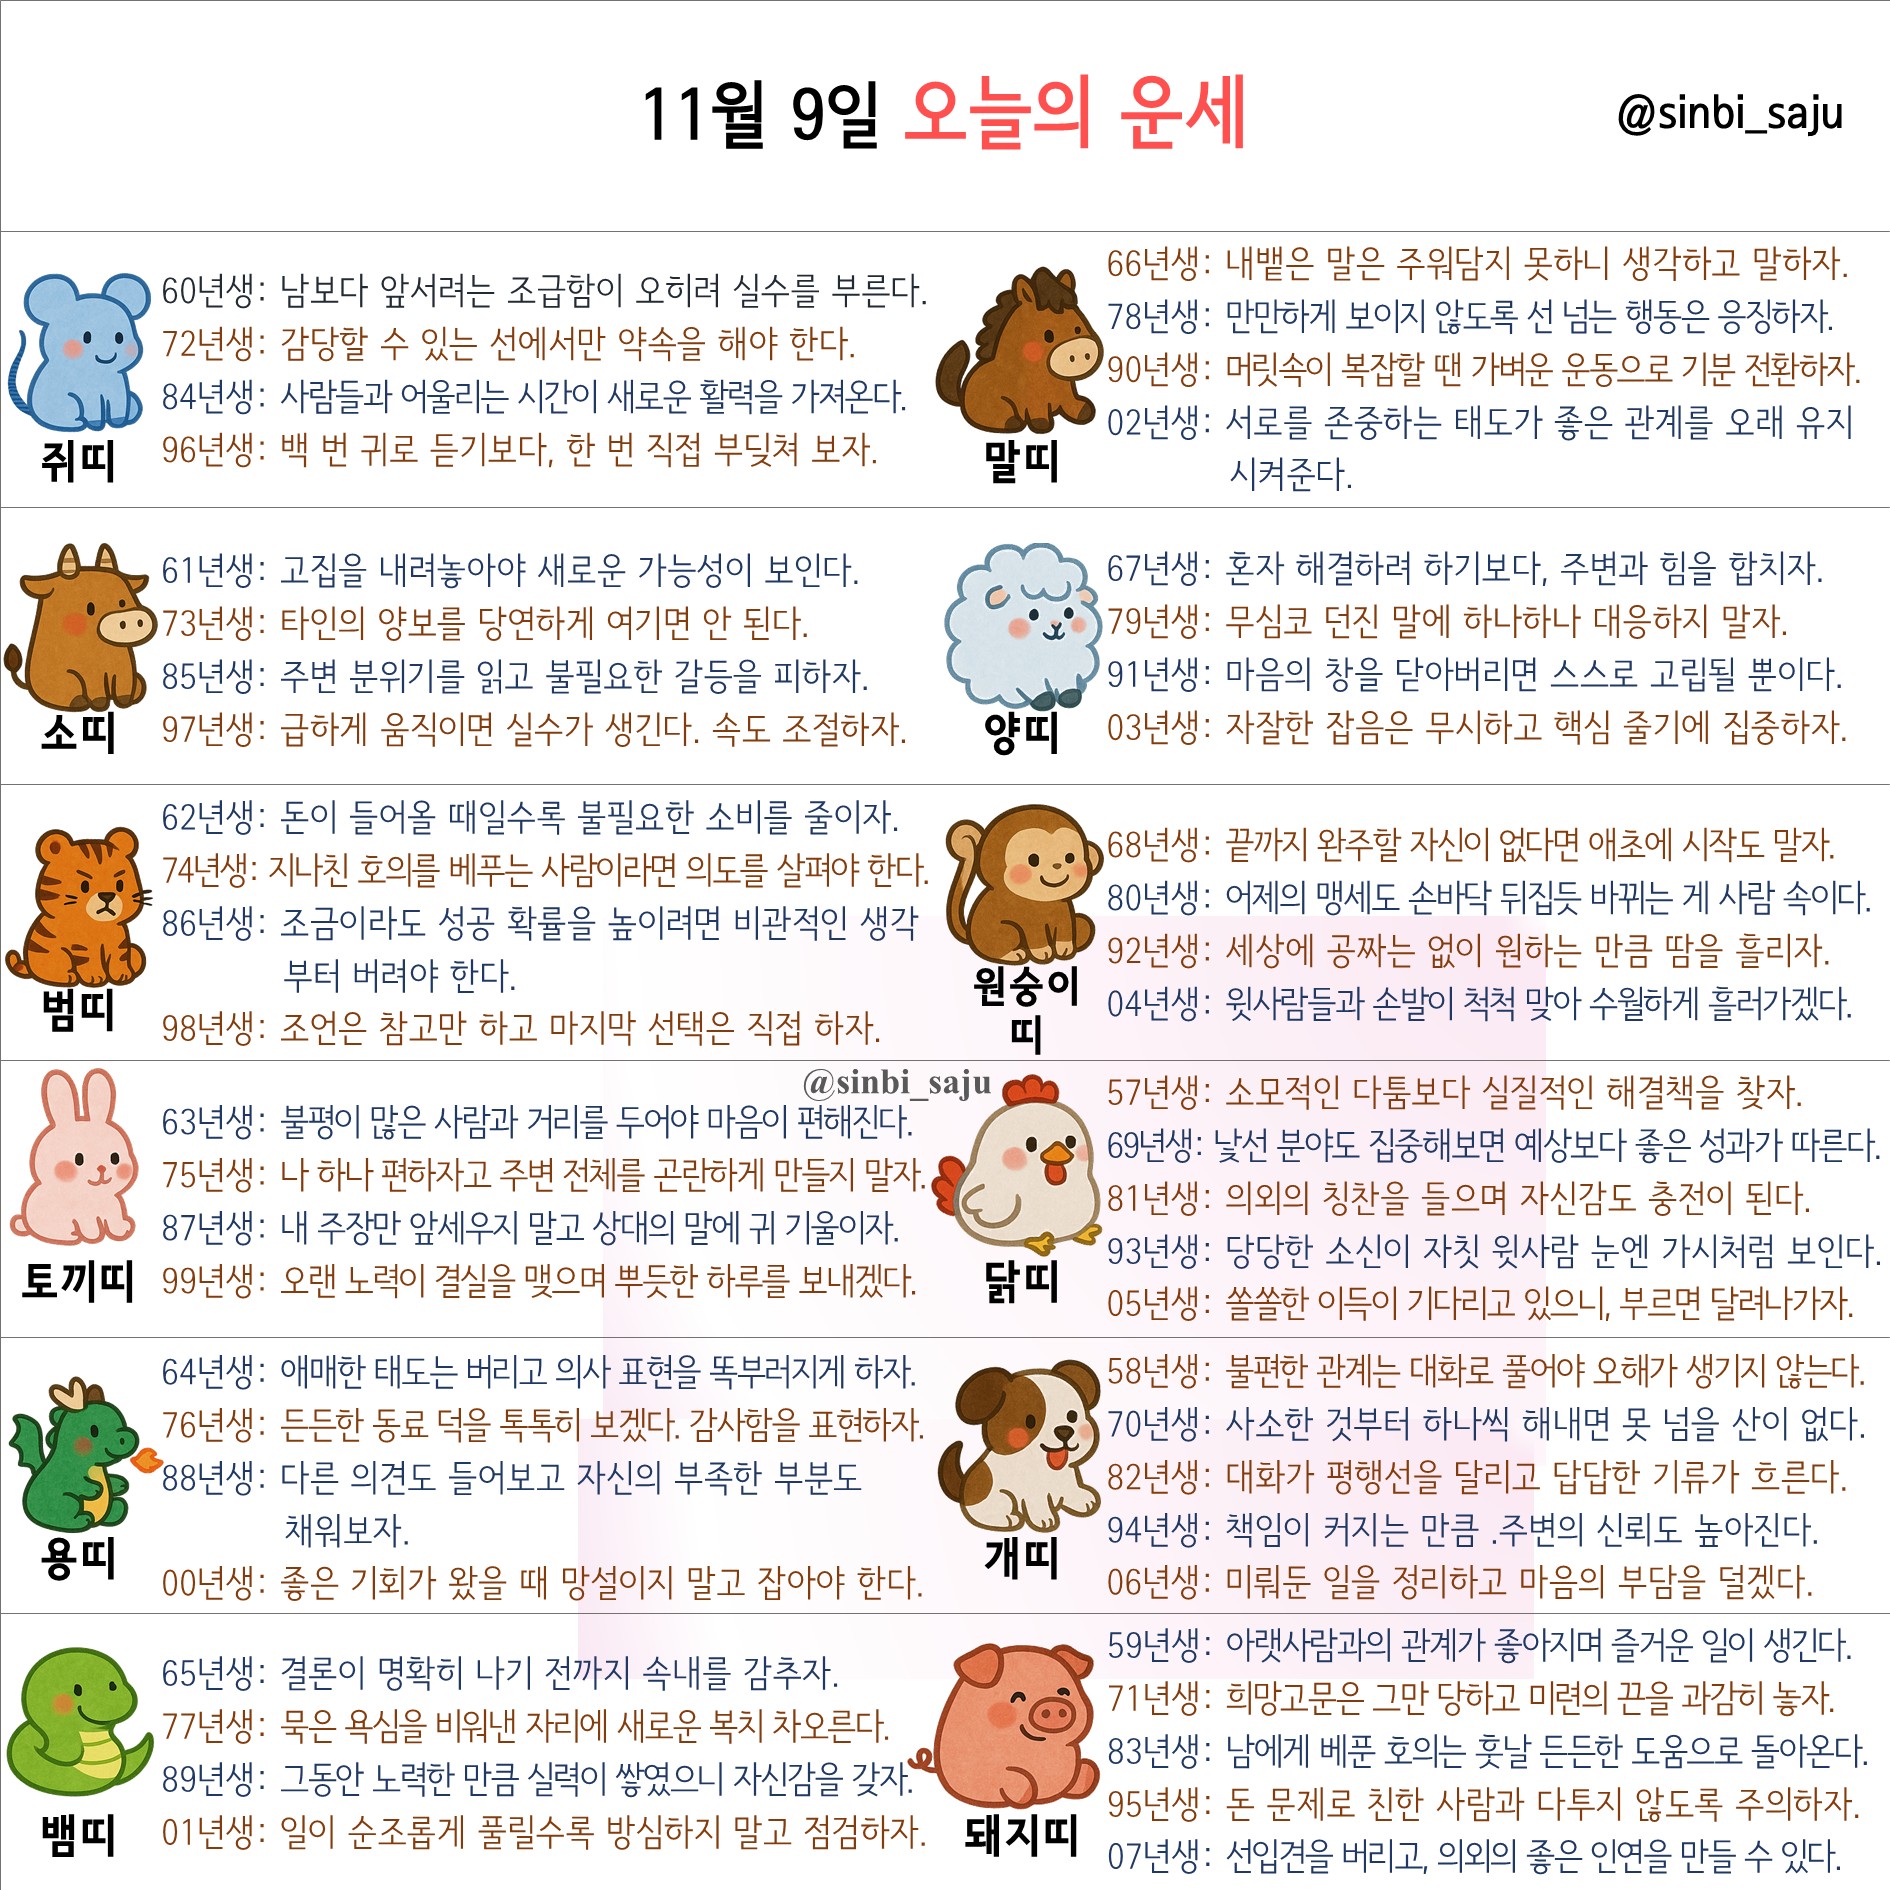 11월 9일 오늘의 운세
@sinbi_saju
60년생: 남보다 앞서려는 조급함이 오히려 실수를 부른다.
72년생: 감당할 수 있는 선에서만 약속을 해야 한다.
84년생: 사람들과 어울리는 시간이 새로운 활력을 가져온다.
96년생: 백 번 귀로 듣기보다, 한 번 직접 부딪쳐 보자.
쥐띠
66년생: 내뱉은 말은 주워담지 못하니 생각하고 말하자.
78년생: 만만하게 보이지 않도록 선 넘는 행동은 응징하자.
90년생: 머릿속이 복잡할 땐 가벼운 운동으로 기분 전환하자.
02년생: 서로를 존중하는 태도가 좋은 관계를 오래 유지
시켜준다.
말띠
61년생: 고집을 내려놓아야 새로운 가능성이 보인다.
73년생: 타인의 양보를 당연하게 여기면 안 된다.
85년생: 주변 분위기를 읽고 불필요한 갈등을 피하자.
97년생: 급하게 움직이면 실수가 생긴다. 속도 조절하자.
소띠
67년생: 혼자 해결하려 하기보다, 주변과 힘을 합치자.
79년생: 무심코 던진 말에 하나하나 대응하지 말자.
91년생: 마음의 창을 닫아버리면 스스로 고립될 뿐이다.
03년생: 자잘한 잡음은 무시하고 핵심 줄기에 집중하자.
양띠
62년생: 돈이 들어올 때일수록 불필요한 소비를 줄이자.
74년생: 지나친 호의를 베푸는 사람이라면 의도를 살펴야 한다.
86년생: 조금이라도 성공 확률을 높이려면 비관적인 생각
부터 버려야 한다.
98년생: 조언은 참고만 하고 마지막 선택은 직접 하자.
범띠
68년생: 끝까지 완주할 자신이 없다면 애초에 시작도 말자.
80년생: 어제의 맹세도 손바닥 뒤집듯 바뀌는 게 사람 속이다.
92년생: 세상에 공짜는 없이 원하는 만큼 땀을 흘리자.
04년생: 윗사람들과 손발이 척척 맞아 수월하게 흘러가겠다.
원숭이
띠
@sinbi_saju
63년생: 불평이 많은 사람과 거리를 두어야 마음이 편해진다.
75년생: 나 하나 편하자고 주변 전체를 곤란하게 만들지 말자.
87년생: 내 주장만 앞세우지 말고 상대의 말에 귀 기울이자.
99년생: 오랜 노력이 결실을 맺으며 뿌듯한 하루를 보내겠다.
토끼띠
57년생: 소모적인 다툼보다 실질적인 해결책을 찾자.
69년생: 낯선 분야도 집중해보면 예상보다 좋은 성과가 따른다.
81년생: 의외의 칭찬을 들으며 자신감도 충전이 된다.
93년생: 당당한 소신이 자칫 윗사람 눈엔 가시처럼 보인다.
05년생: 쏠쏠한 이득이 기다리고 있으니, 부르면 달려나가자.
닭띠
64년생: 애매한 태도는 버리고 의사 표현을 똑부러지게 하자.
76년생: 든든한 동료 덕을 톡톡히 보겠다. 감사함을 표현하자.
88년생: 다른 의견도 들어보고 자신의 부족한 부분도
채워보자.
00년생: 좋은 기회가 왔을 때 망설이지 말고 잡아야 한다.
용띠
58년생: 불편한 관계는 대화로 풀어야 오해가 생기지 않는다.
70년생: 사소한 것부터 하나씩 해내면 못 넘을 산이 없다.
82년생: 대화가 평행선을 달리고 답답한 기류가 흐른다.
94년생: 책임이 커지는 만큼 .주변의 신뢰도 높아진다.
06년생: 미뤄둔 일을 정리하고 마음의 부담을 덜겠다.
개띠
65년생: 결론이 명확히 나기 전까지 속내를 감추자.
77년생: 묵은 욕심을 비워낸 자리에 새로운 복치 차오른다.
89년생: 그동안 노력한 만큼 실력이 쌓였으니 자신감을 갖자.
01년생: 일이 순조롭게 풀릴수록 방심하지 말고 점검하자.
뱀띠
59년생: 아랫사람과의 관계가 좋아지며 즐거운 일이 생긴다.
71년생: 희망고문은 그만 당하고 미련의 끈을 과감히 놓자.
83년생: 남에게 베푼 호의는 훗날 든든한 도움으로 돌아온다.
95년생: 돈 문제로 친한 사람과 다투지 않도록 주의하자.
07년생: 선입견을 버리고, 의외의 좋은 인연을 만들 수 있다.
돼지띠